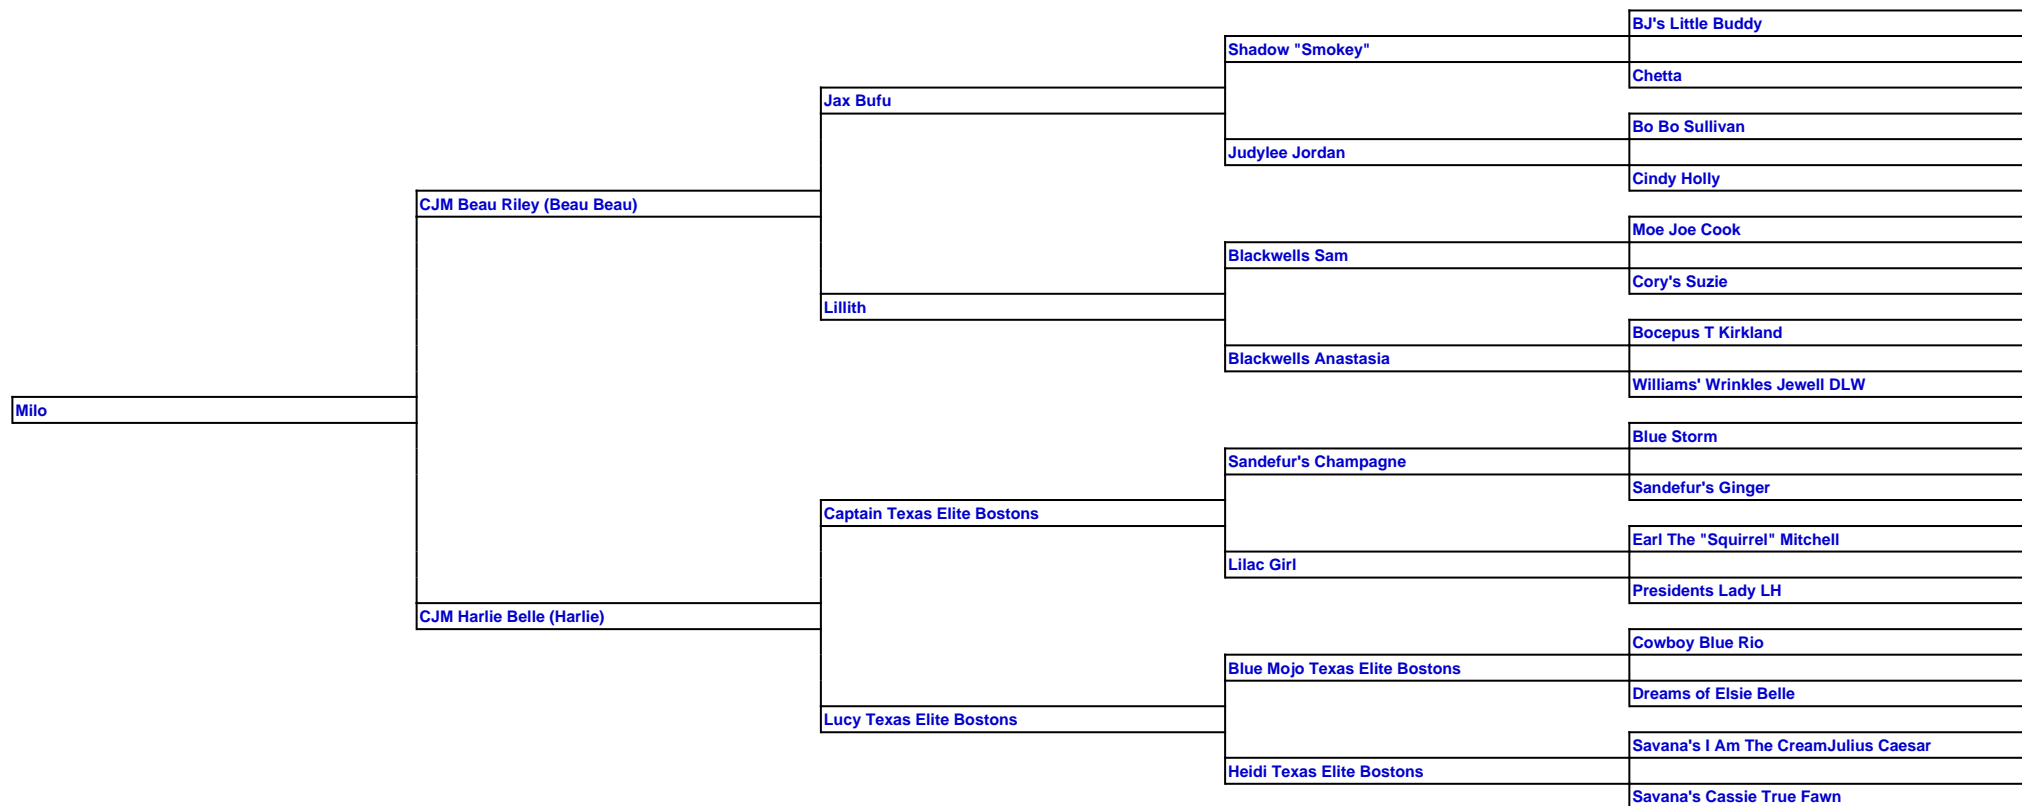 BJ's Little Buddy
Shadow "Smokey"
Chetta
Jax Bufu
Bo Bo Sullivan
Judylee Jordan
Cindy Holly
CJM Beau Riley (Beau Beau)
Moe Joe Cook
Blackwells Sam
Cory's Suzie
Lillith
Bocepus T Kirkland
Blackwells Anastasia
Williams' Wrinkles Jewell DLW
Milo
Blue Storm
Sandefur's Champagne
Sandefur's Ginger
Captain Texas Elite Bostons
Earl The "Squirrel" Mitchell
Lilac Girl
Presidents Lady LH
CJM Harlie Belle (Harlie)
Cowboy Blue Rio
Blue Mojo Texas Elite Bostons
Dreams of Elsie Belle
Lucy Texas Elite Bostons
Savana's I Am The CreamJulius Caesar
Heidi Texas Elite Bostons
Savana's Cassie True Fawn